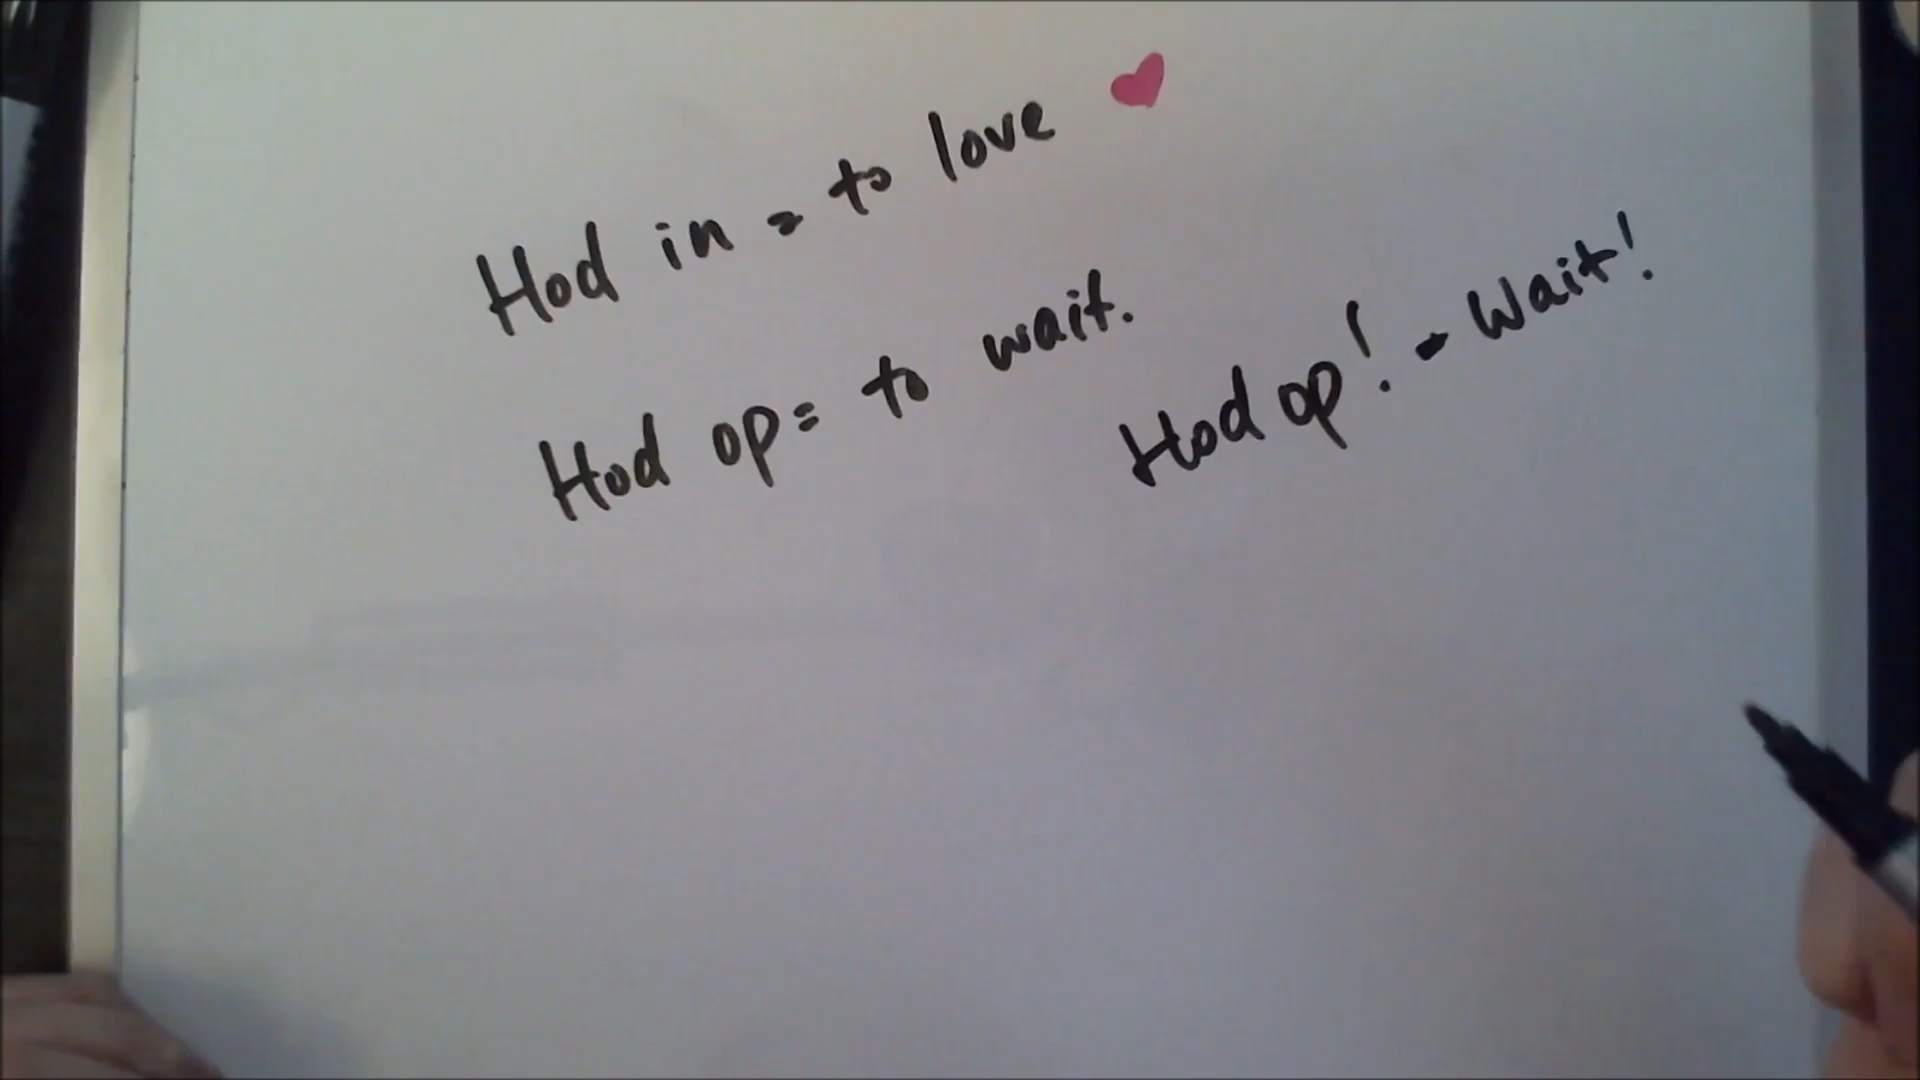 Hod in = to love
Hod op = to wait.
Hod op! - Wait!